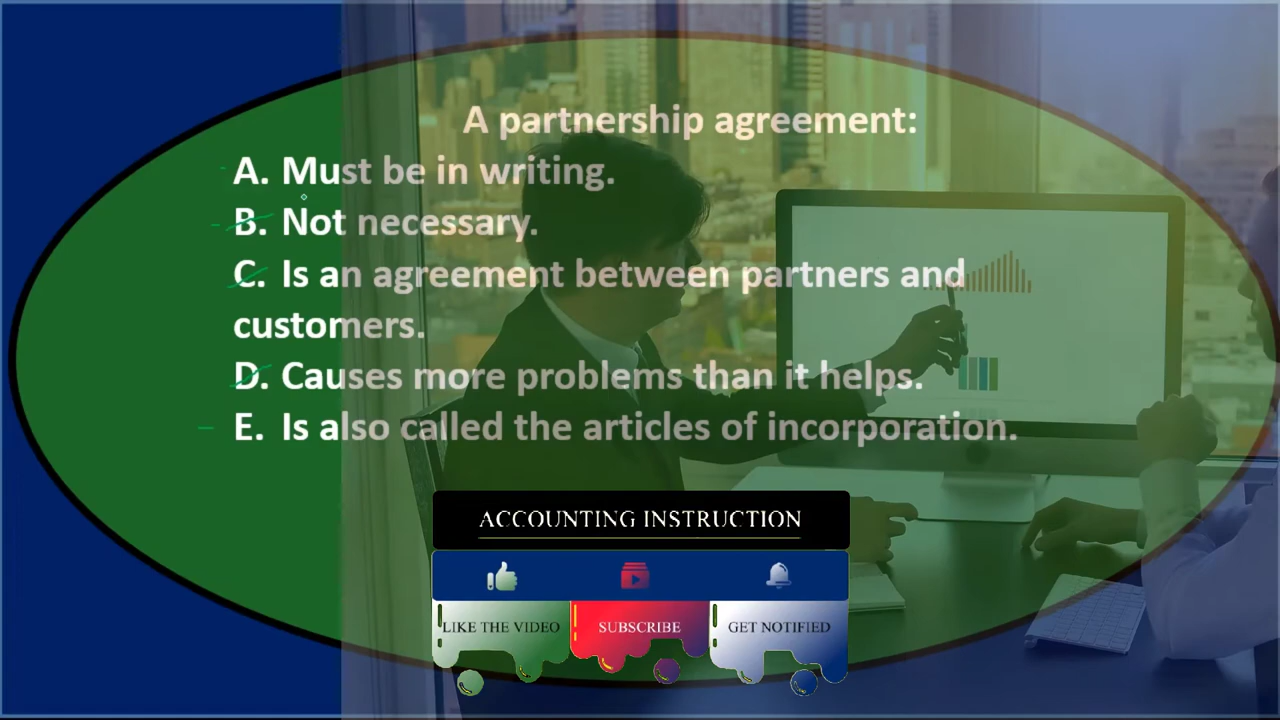 A partnership agreement:
A. Must be in writing.
B. Not necessary.
C. Is an agreement between partners and
customers.
D. Causes more problems than it helps.
E. Is also called the articles of incorporation.
ACCOUNTING INSTRUCTION
LIKE THE VIDEO SUBSCRIBE GET NOTIFIED